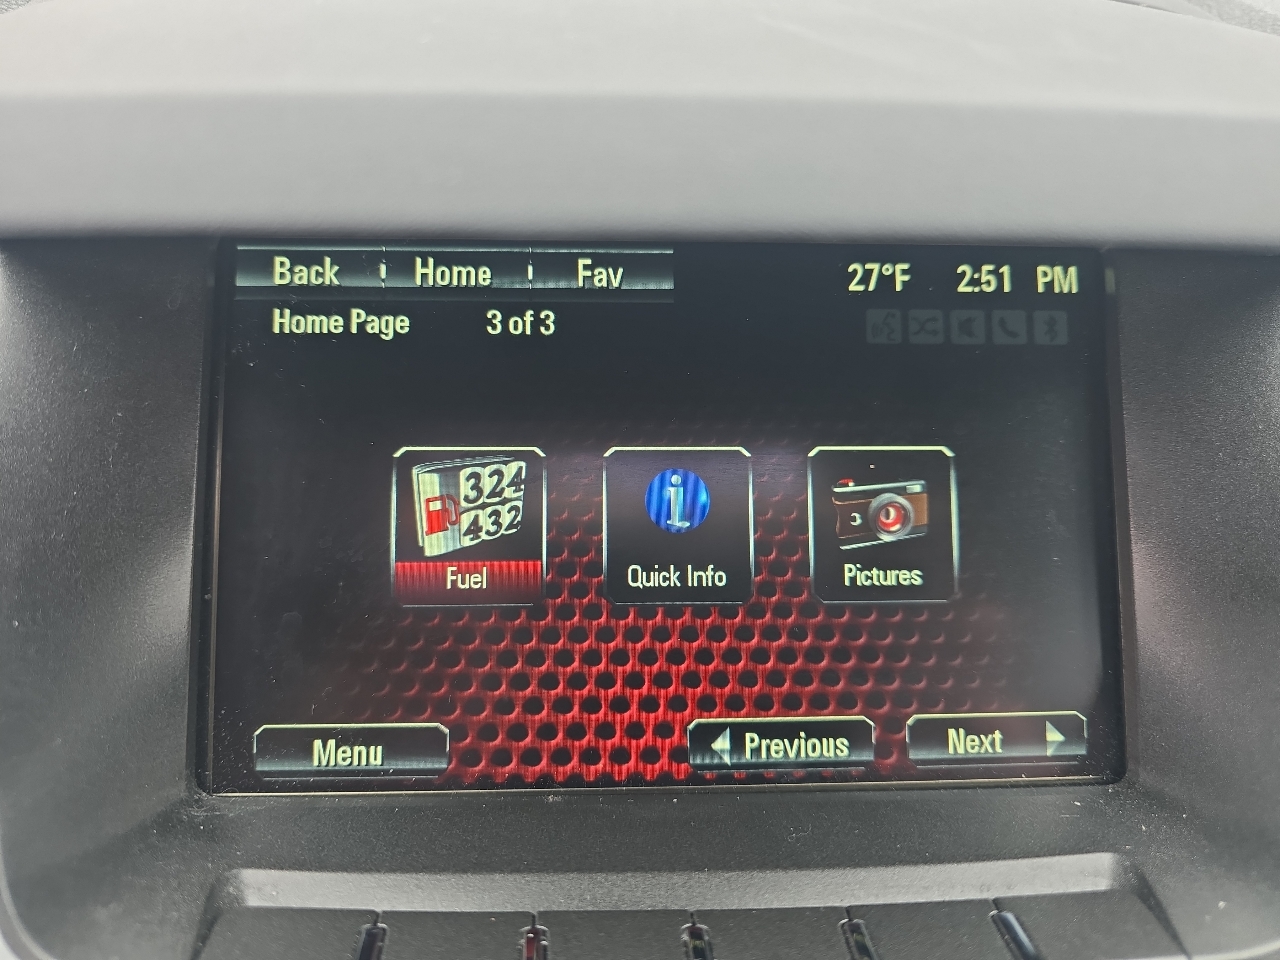 Back Home Fav 27°F 2:51 PM
Home Page 3 of 3
324
432
Fuel
Quick Info
Pictures
Menu
Previous
Next